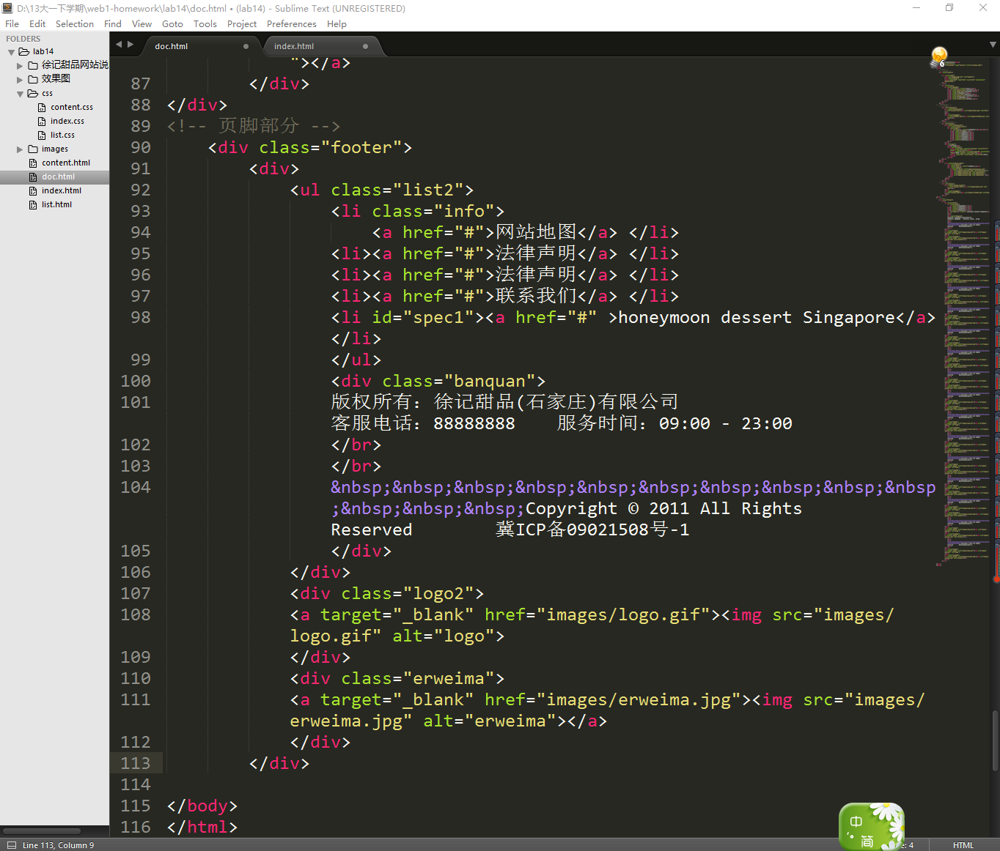 D:\13大一下学期\web1-homework\lab14\doc.html • (lab14) - Sublime Text (UNREGISTERED)
File Edit Selection Find View Goto Tools Project Preferences Help
FOLDERS
lab14
徐记甜品网站说
效果图
css
content.css
index.css
list.css
images
content.html
doc.html
index.html
list.html
doc.html
index.html
6
"></a>
87 </div>
88 </div>
89 <!-- 页脚部分 -->
90 <div class="footer">
91 <div>
92 <ul class="list2">
93 <li class="info">
94 <a href="#">网站地图</a> </li>
95 <li><a href="#">法律声明</a> </li>
96 <li><a href="#">法律声明</a> </li>
97 <li><a href="#">联系我们</a> </li>
98 <li id="spec1"><a href="#" >honeymoon dessert Singapore</a>
</li>
99 </ul>
100 <div class="banquan">
101 版权所有：徐记甜品(石家庄)有限公司
客服电话：88888888 服务时间：09:00 - 23:00
102 </br>
103 </br>
104 &nbsp;&nbsp;&nbsp;&nbsp;&nbsp;&nbsp;&nbsp;&nbsp;&nbsp;&nbsp
;&nbsp;&nbsp;&nbsp;Copyright © 2011 All Rights
Reserved 冀ICP备09021508号-1
105 </div>
106 </div>
107 <div class="logo2">
108 <a target="_blank" href="images/logo.gif"><img src="images/
logo.gif" alt="logo">
109 </div>
110 <div class="erweima">
111 <a target="_blank" href="images/erweima.jpg"><img src="images/
erweima.jpg" alt="erweima"></a>
112 </div>
113 </div>
114
115 </body>
116 </html>
中
简
Line 113, Column 9
e: 4
HTML